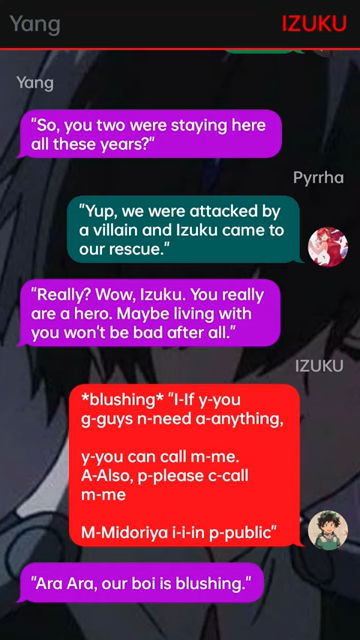 Yang IZUKU
Yang
"So, you two were staying here
all these years?"
Pyrrha
"Yup, we were attacked by
a villain and Izuku came to
our rescue."
"Really? Wow, Izuku. You really
are a hero. Maybe living with
you won't be bad after all."
IZUKU
*blushing* "I-If y-you
g-guys n-need a-anything,
y-you can call m-me.
A-Also, p-please c-call
m-me
M-Midoriya i-i-in p-public"
"Ara Ara, our boi is blushing."